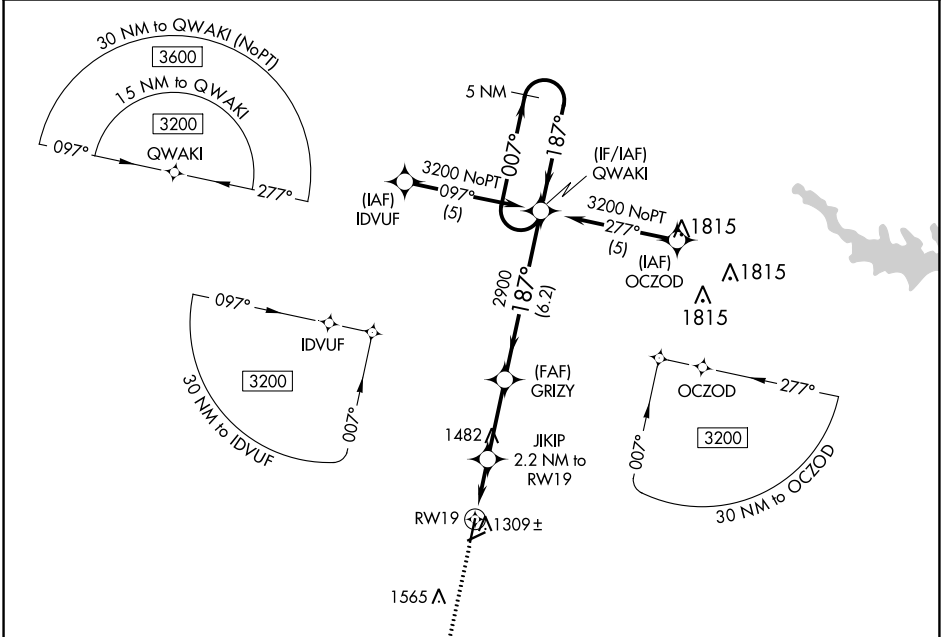 30 NM to QWAKI (NoPT)
3600
15 NM to QWAKI
3200
097°
QWAKI
277°
5 NM
007°
187°
(IF/IAF)
QWAKI
3200 NoPT
097°
(5)
(IAF)
IDVUF
3200 NoPT
277°
(5)
1815
(IAF)
OCZOD
1815
1815
2900
187°
(6.2)
097°
IDVUF
3200
007°
30 NM to IDVUF
(FAF)
GRIZY
OCZOD
277°
3200
007°
30 NM to OCZOD
1482
JIKIP
2.2 NM to
RW19
RW19
1309±
1565